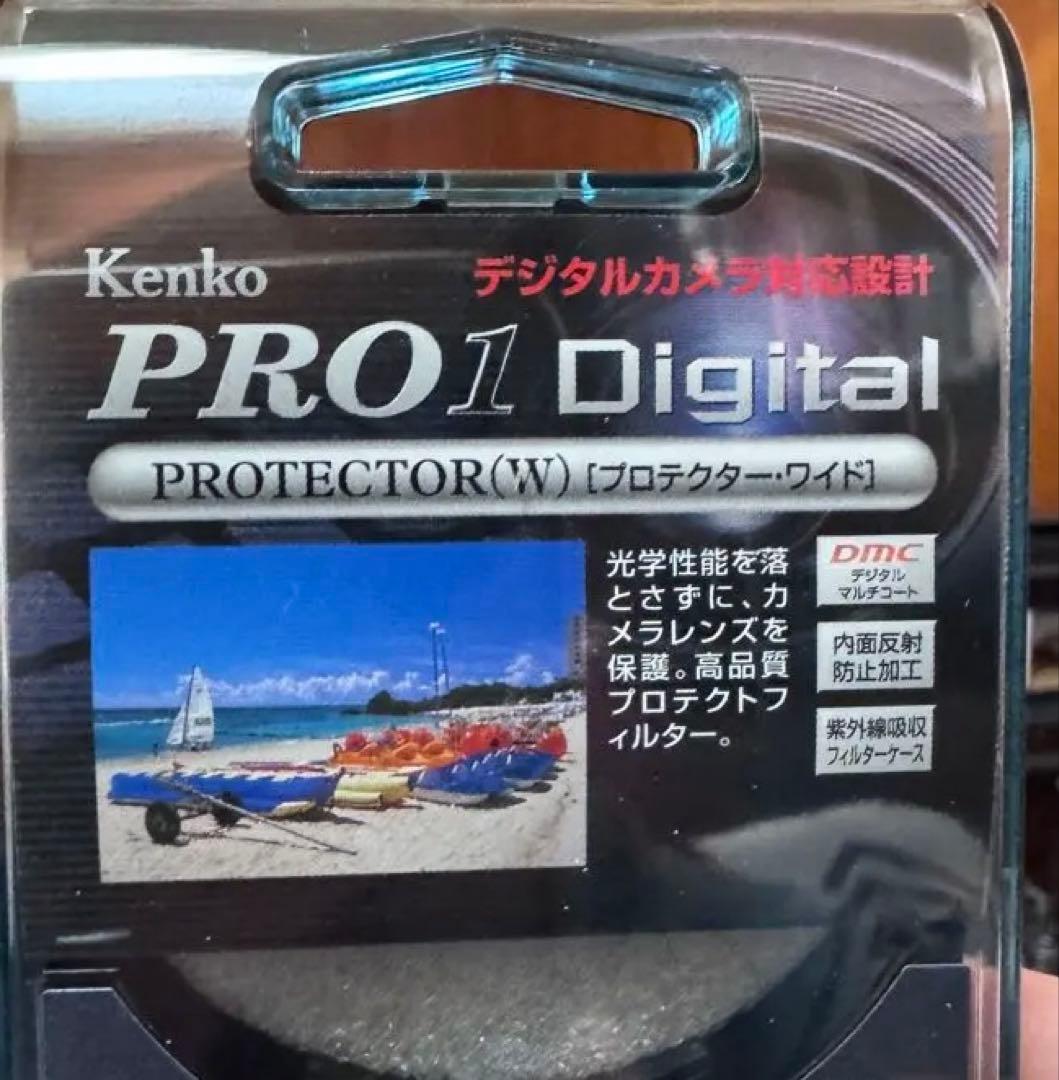 Kenko
デジタルカメラ対応設計
PRO1 Digital
PROTECTOR(W) [プロテクター・ワイド]
光学性能を落
とさずに、カ
メラレンズを
保護。高品質
プロテクトフ
ィルター。
DMC
デジタル
マルチコート
内面反射
防止加工
紫外線吸収
フィルターケース